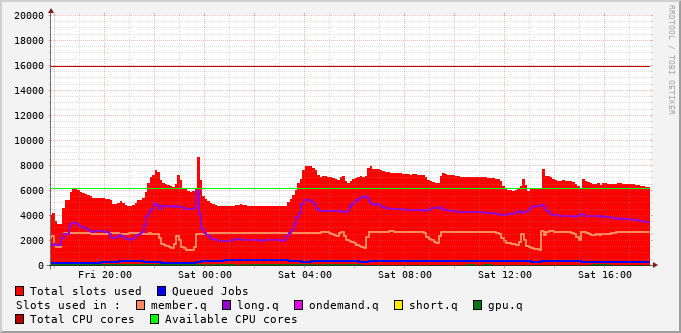 RRDTOOL / TOBI OETIKER
20000
18000
16000
14000
12000
10000
8000
6000
4000
2000
0
Fri 20:00 Sat 00:00 Sat 04:00 Sat 08:00 Sat 12:00 Sat 16:00
Total slots used Queued Jobs
Slots used in : member.q long.q ondemand.q short.q gpu.q
Total CPU cores Available CPU cores